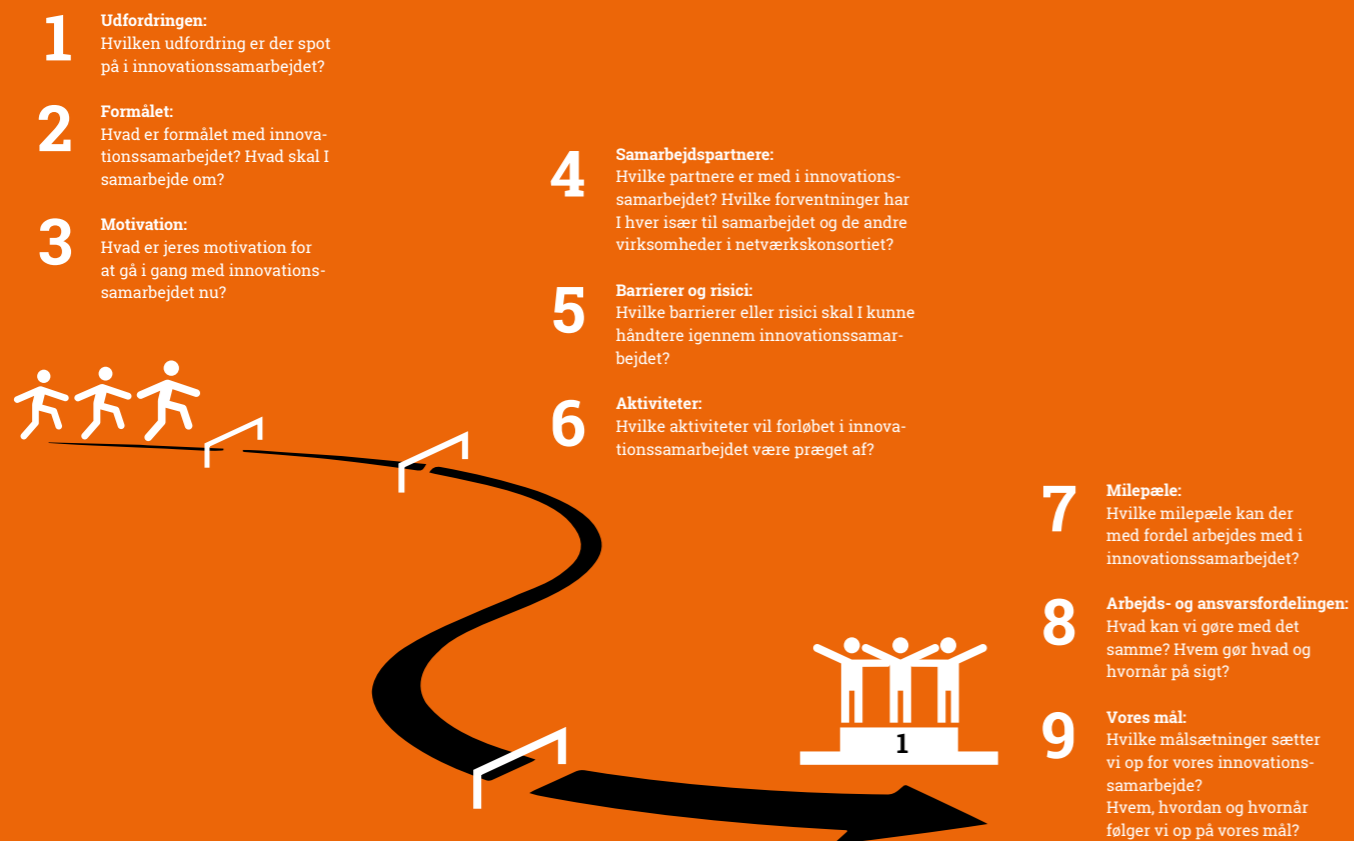 1
Udfordringen:
Hvilken udfordring er der spot
på i innovationssamarbejdet?
2
Formålet:
Hvad er formålet med innova-
tionssamarbejdet? Hvad skal I
samarbejde om?
3
Motivation:
Hvad er jeres motivation for
at gå i gang med innovations-
samarbejdet nu?
4
Samarbejdspartnere:
Hvilke partnere er med i innovations-
samarbejdet? Hvilke forventninger har
I hver især til samarbejdet og de andre
virksomheder i netværkskonsortiet?
5
Barrierer og risici:
Hvilke barrierer eller risici skal I kunne
håndtere igennem innovationssamar-
bejdet?
6
Aktiviteter:
Hvilke aktiviteter vil forløbet i innova-
tionssamarbejdet være præget af?
7
Milepæle:
Hvilke milepæle kan der
med fordel arbejdes med i
innovationssamarbejdet?
8
Arbejds- og ansvarsfordelingen:
Hvad kan vi gøre med det
samme? Hvem gør hvad og
hvornår på sigt?
9
Vores mål:
Hvilke målsætninger sætter
vi op for vores innovations-
samarbejde?
Hvem, hvordan og hvornår
følger vi op på vores mål?
1